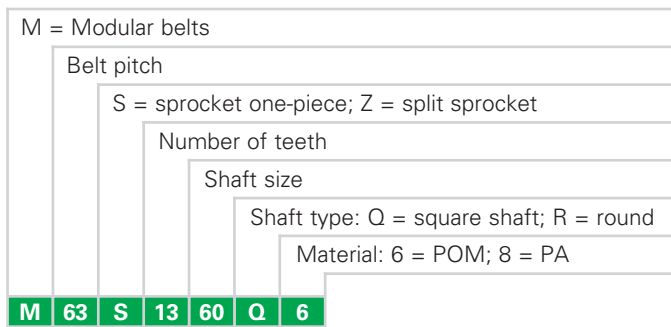 M = Modular belts
Belt pitch
S = sprocket one-piece; Z = split sprocket
Number of teeth
Shaft size
Shaft type: Q = square shaft; R = round
Material: 6 = POM; 8 = PA
M 63 S 13 60 Q 6